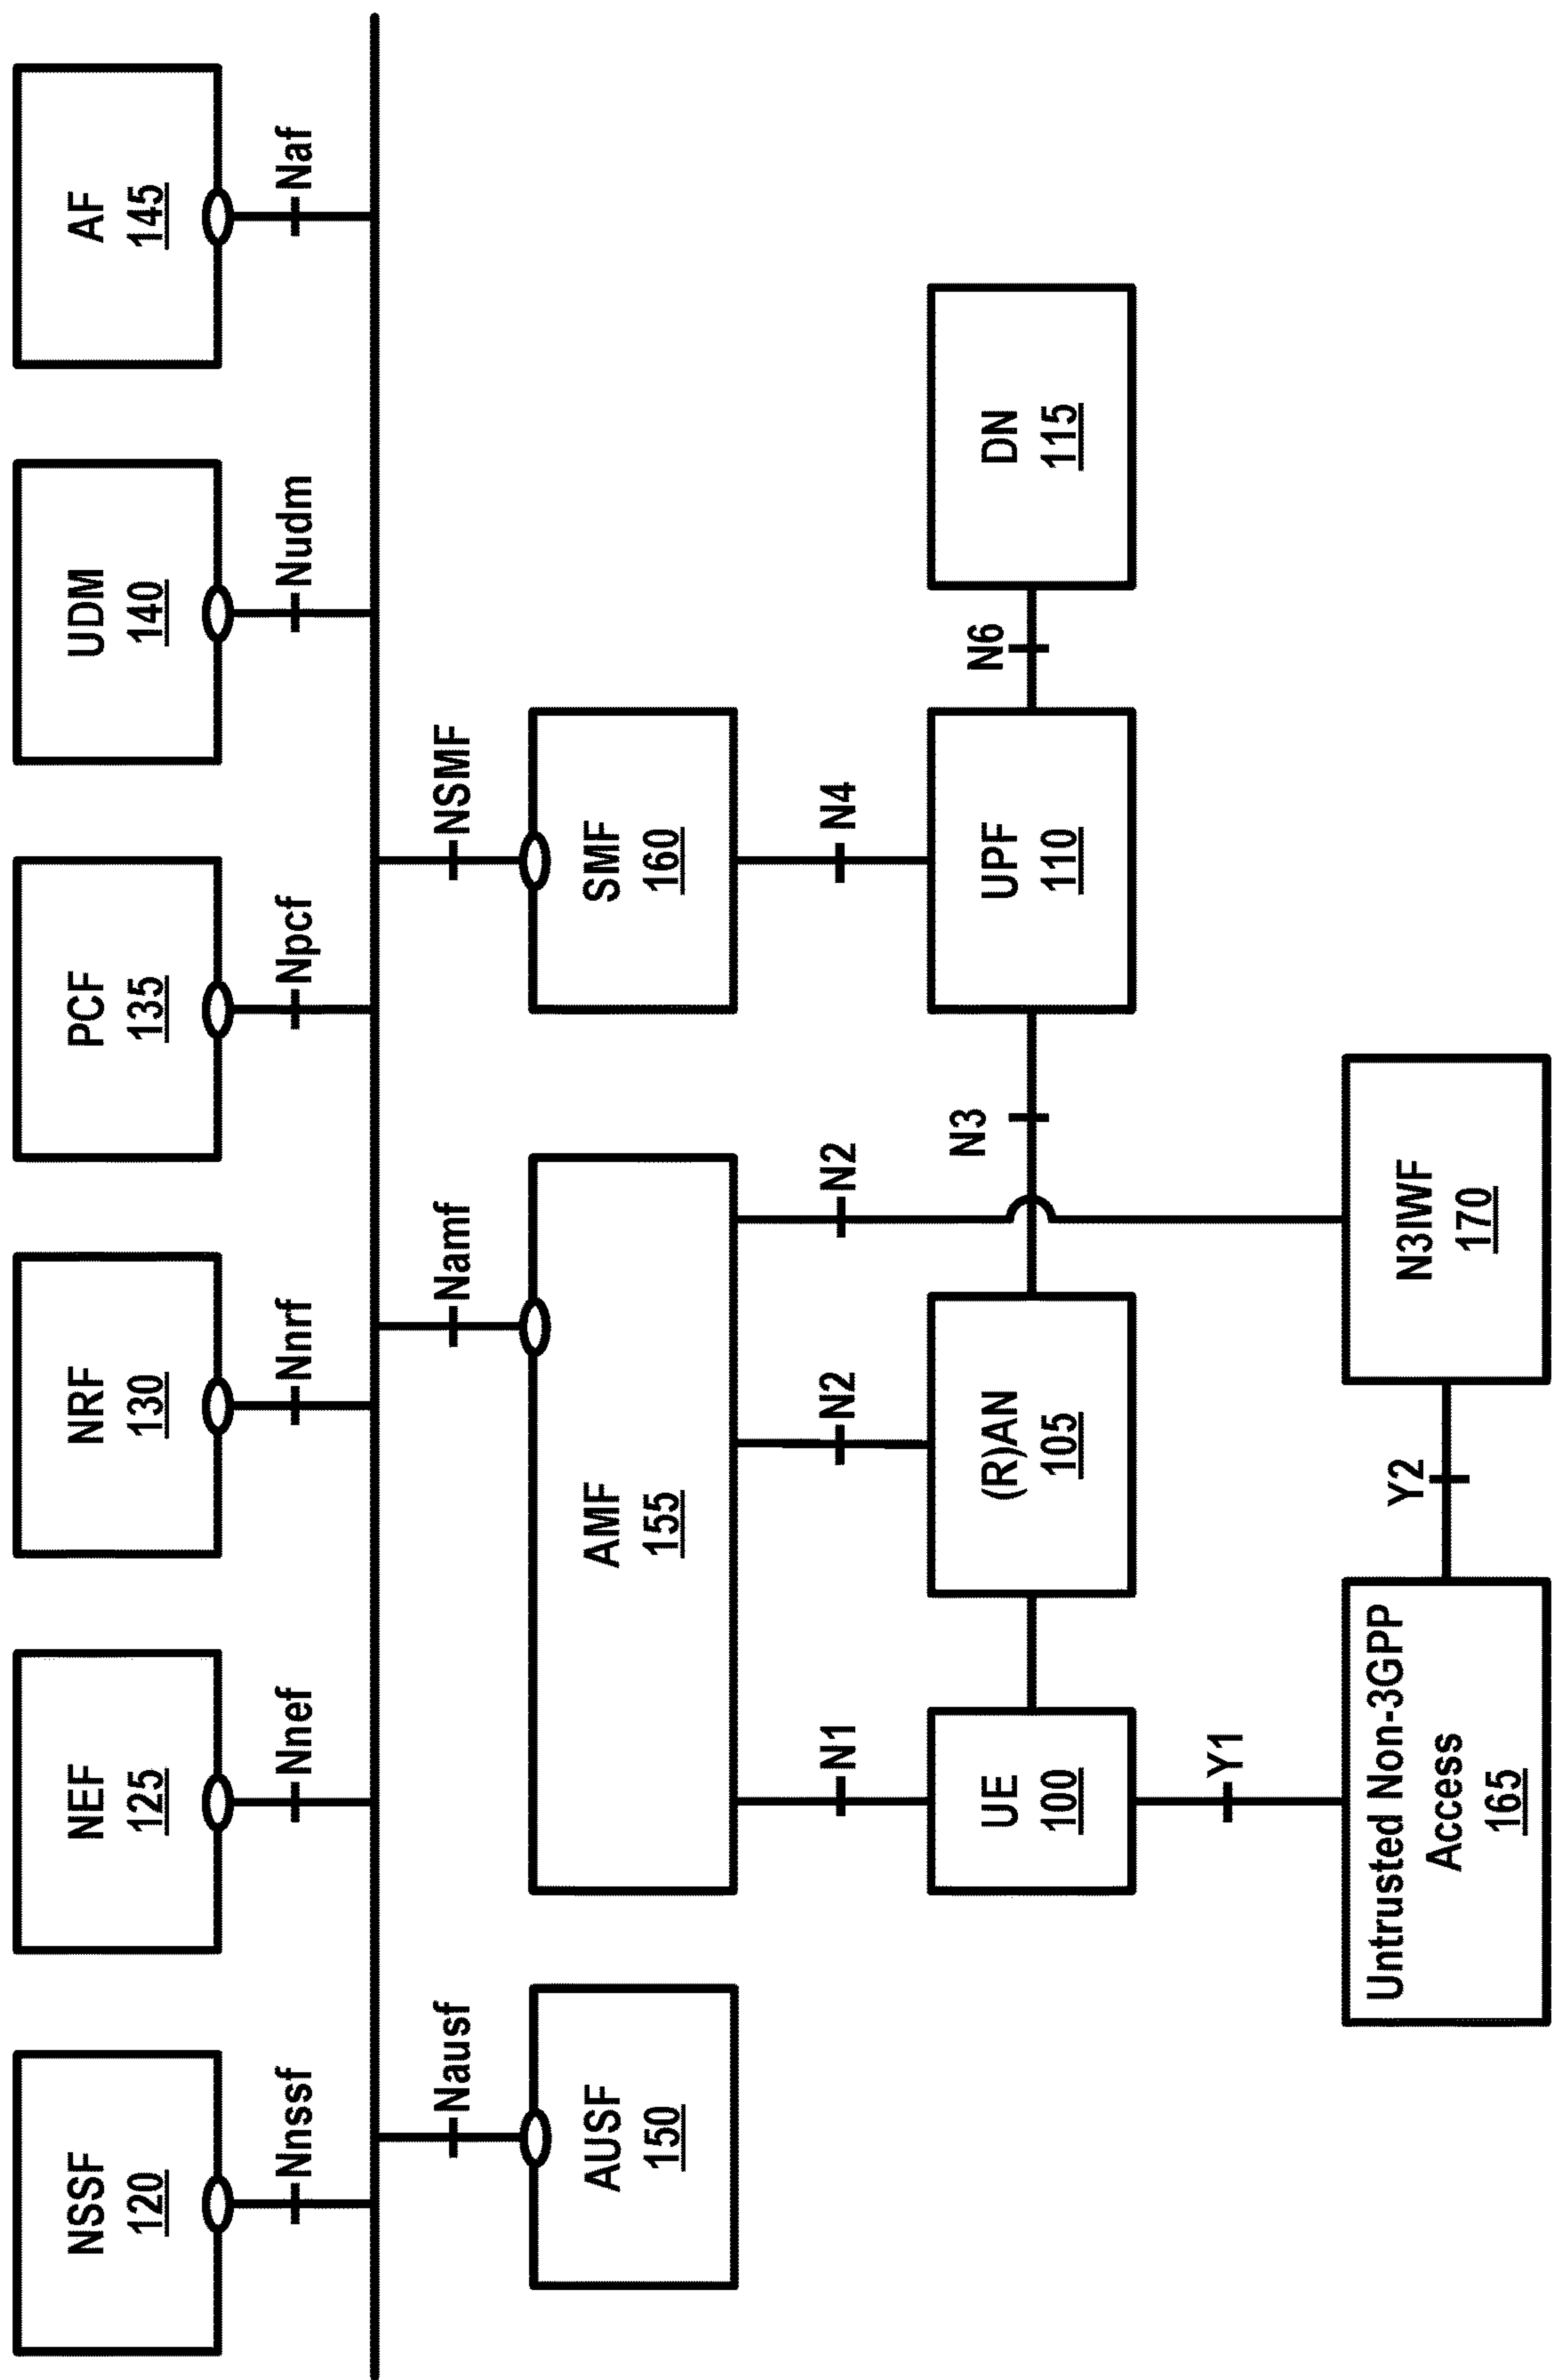 NSSF
120
NEF
125
NRF
130
PCF
135
UDM
140
AF
145
Nnssf
Nnef
Nnrf
Npcf
Nudm
Naf
Nausf
Namf
NSMF
AUSF
150
AMF
155
SMF
160
N1
N2
N2
N4
UE
100
(R)AN
105
N3
UPF
110
N6
DN
115
Y1
Untrusted Non-3GPP
Access
165
Y2
N3IWF
170